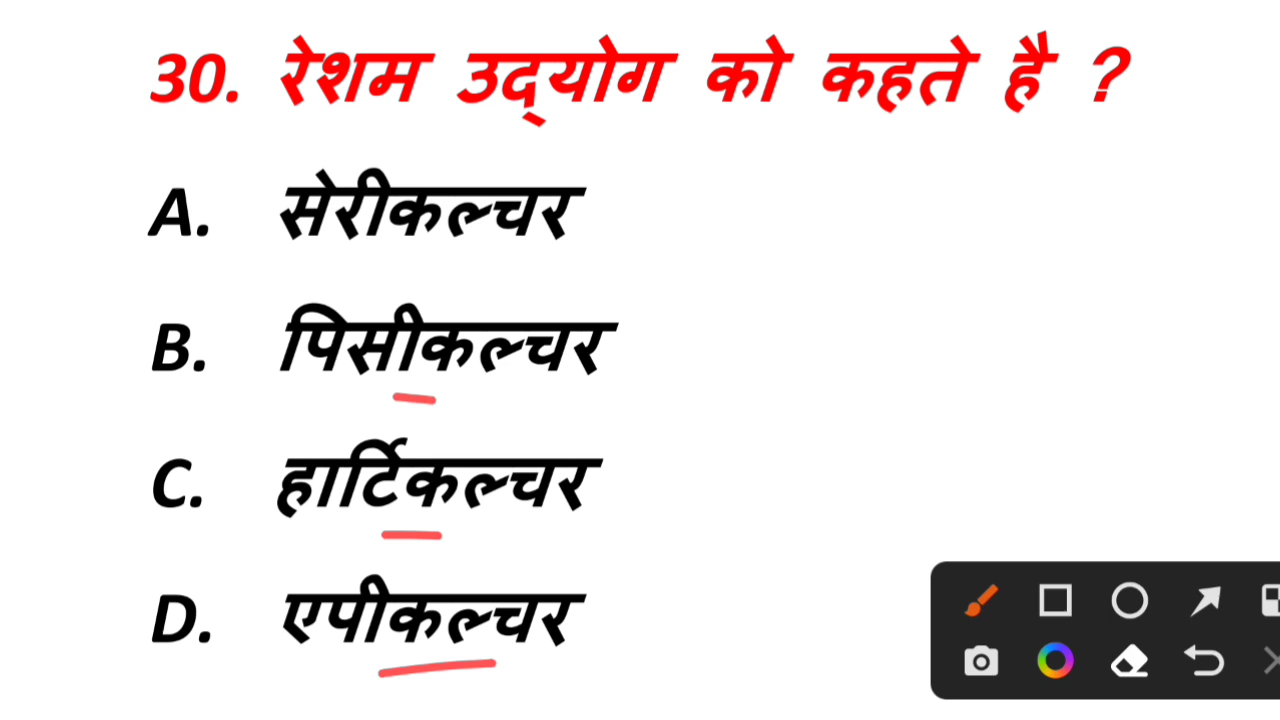 30. रेशम उद्‌योग को कहते है ?
A. सेरीकल्चर
B. पिसीकल्चर
C. हार्टिकल्चर
D. एपीकल्चर